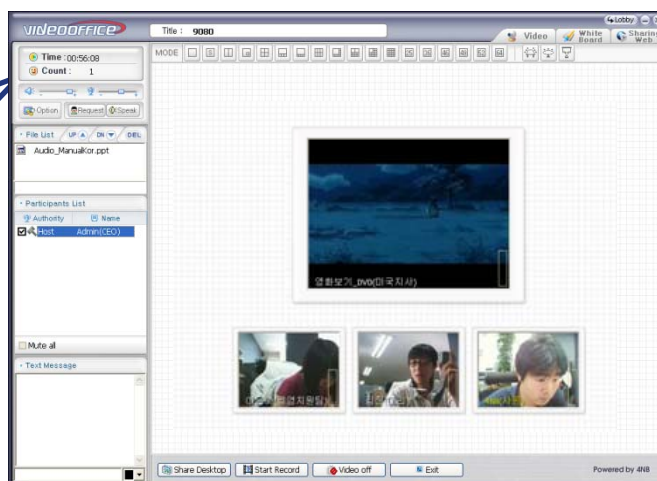 VIDEOOFFICE
Title : 9080
Lobby
Video
White Board
Sharing Web
Time :00:56:08
Count : 1
MODE
Option
Request
Speak
File List
UP
DN
DEL
Audio_ManualKor.ppt
Participants List
Authority
Name
Host
Admin(CEO)
영화보기_DVD(미국지사)
Mute all
Text Message
Share Desktop
Start Record
Video off
Exit
Powered by 4NB